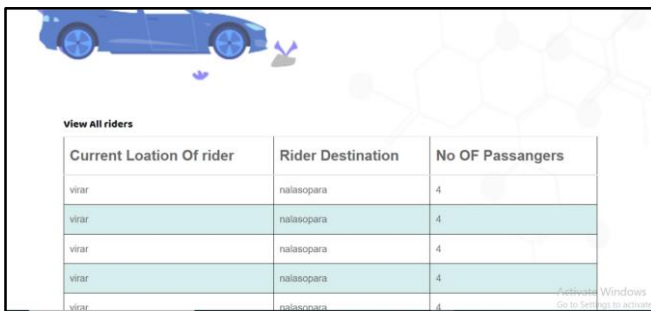 View All riders
Current Loation Of rider Rider Destination No OF Passangers
virar nalasopara 4
virar nalasopara 4
virar nalasopara 4
virar nalasopara 4
virar nalasopara 4
Activate Windows
Go to Settings to activate